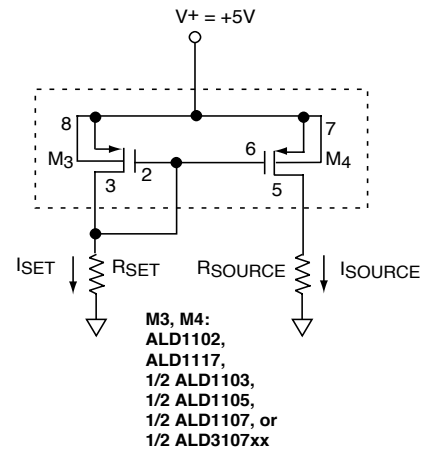 V+ = +5V
8
7
6
M3
2
M4
3
5
ISET
RSET
RSOURCE
ISOURCE
M3, M4:
ALD1102,
ALD1117,
1/2 ALD1103,
1/2 ALD1105,
1/2 ALD1107, or
1/2 ALD3107xx